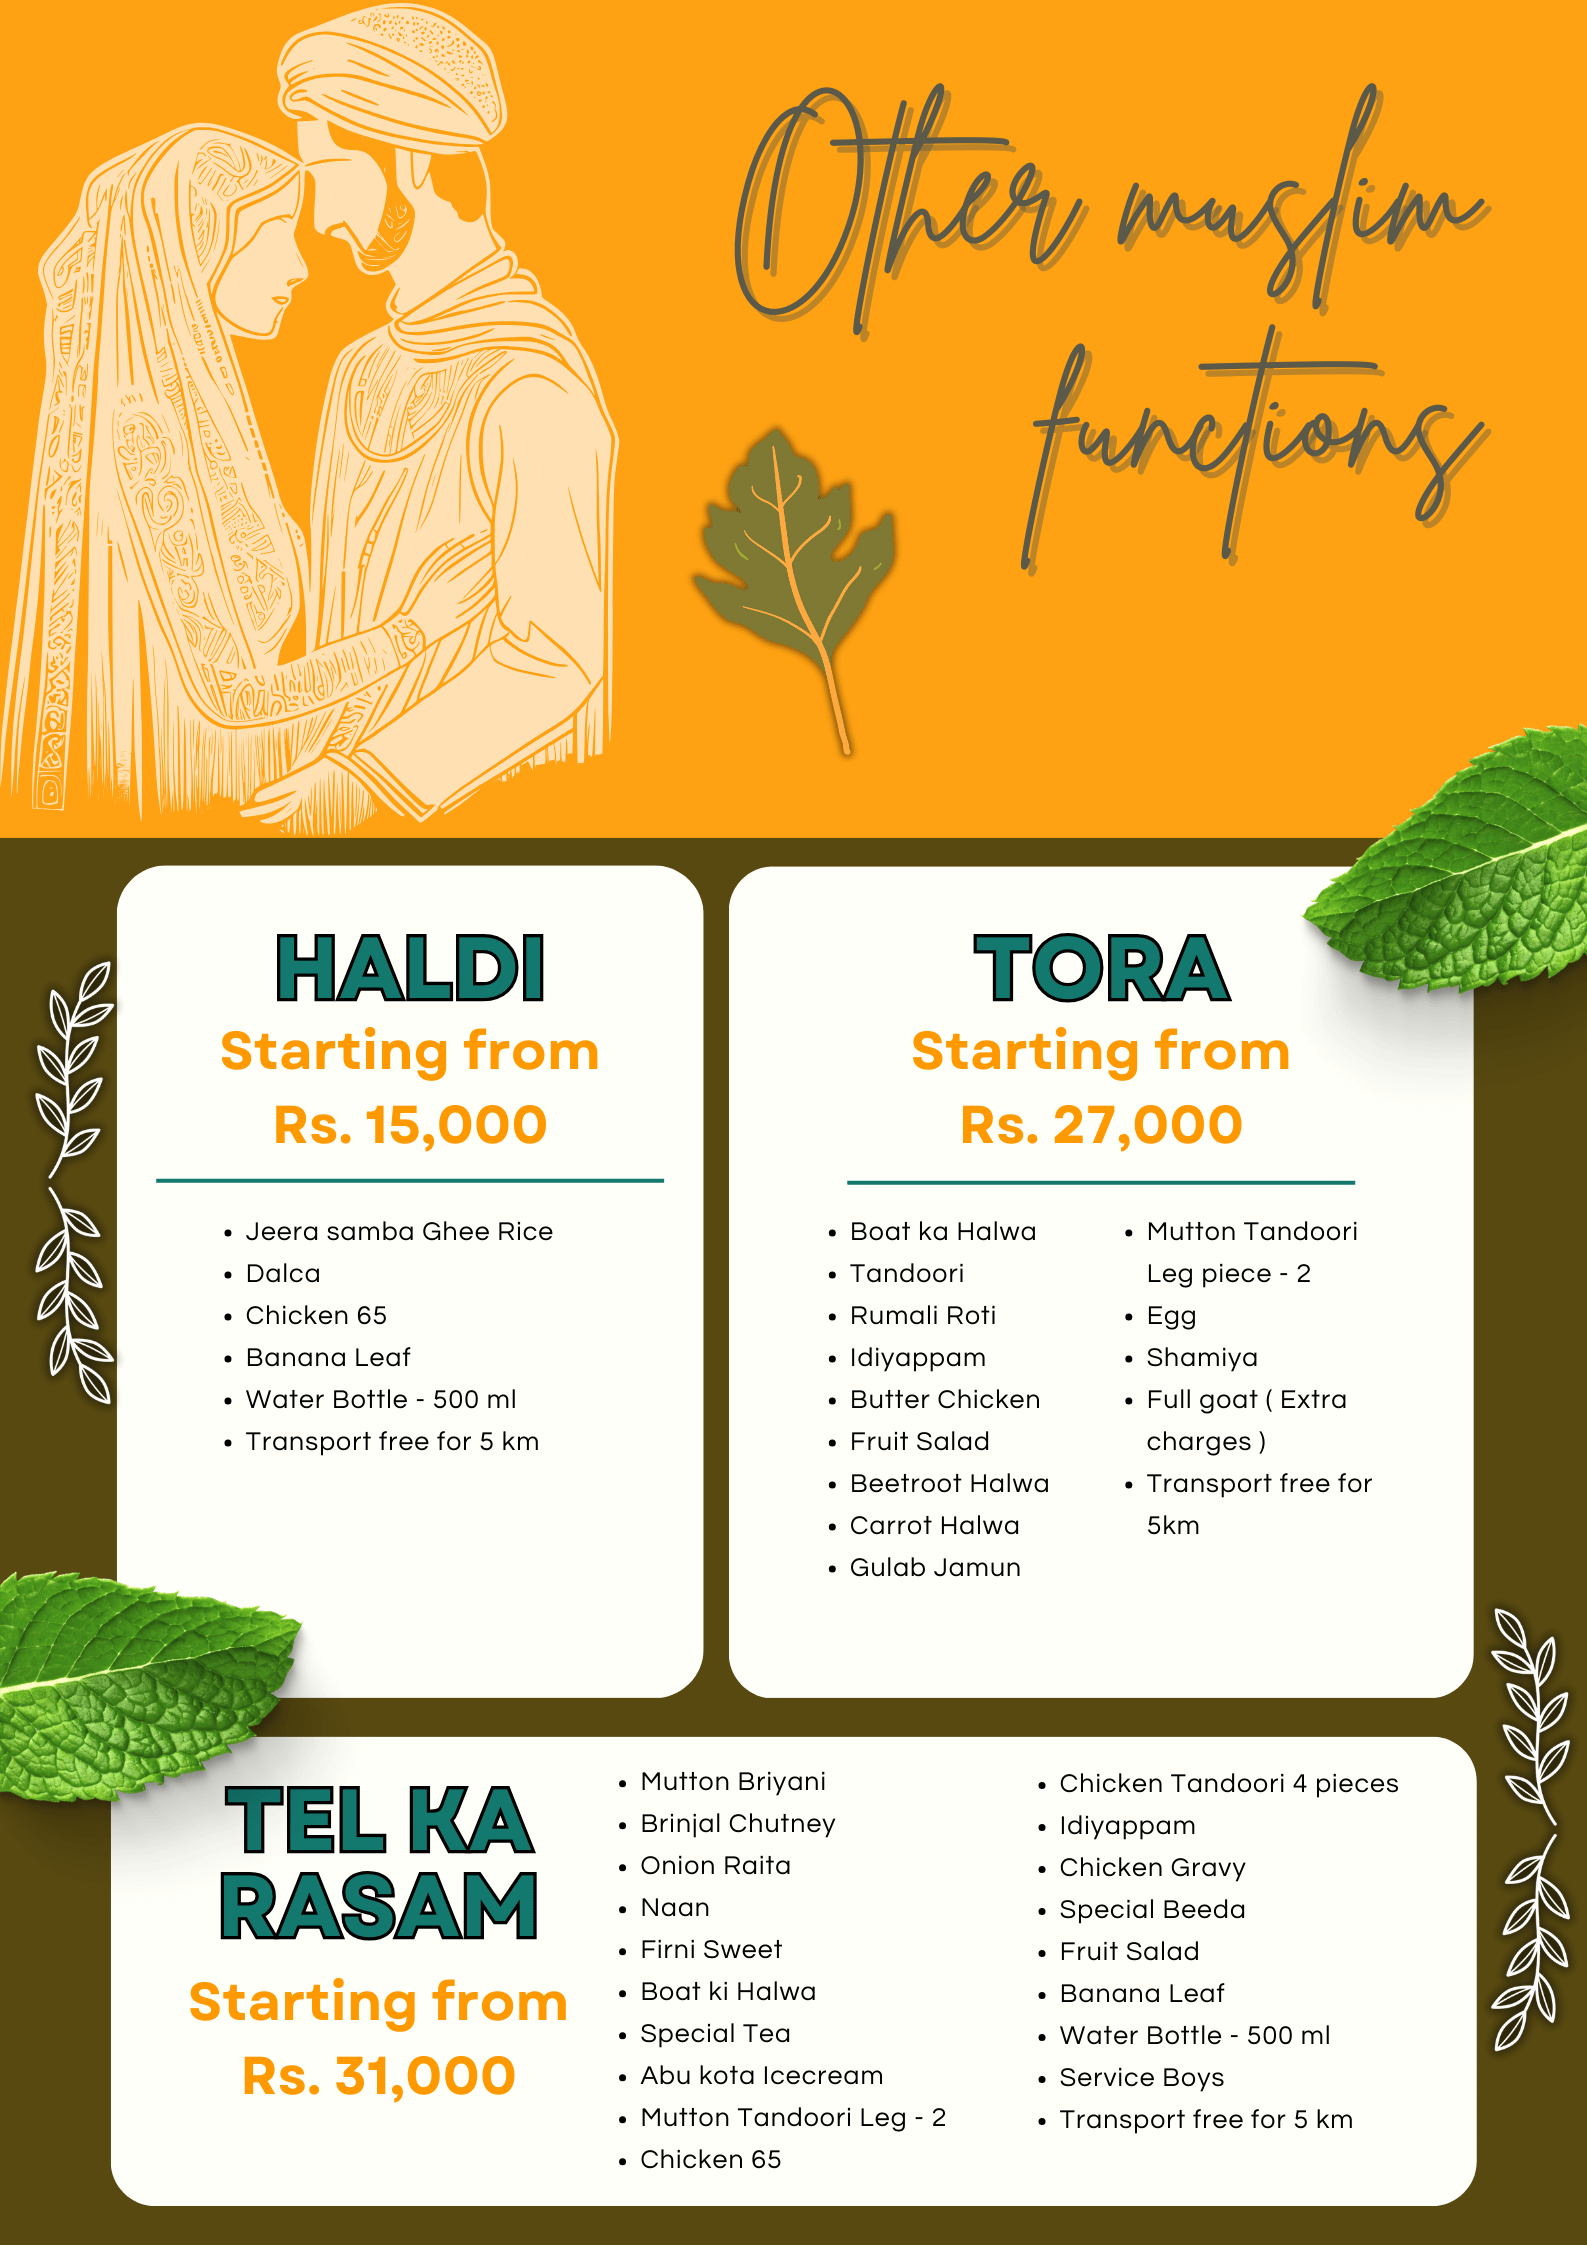 Other muslim
functions
HALDI
Starting from
Rs. 15,000
• Jeera samba Ghee Rice
• Dalca
• Chicken 65
• Banana Leaf
• Water Bottle - 500 ml
• Transport free for 5 km
TORA
Starting from
Rs. 27,000
• Boat ka Halwa
• Tandoori
• Rumali Roti
• Idiyappam
• Butter Chicken
• Fruit Salad
• Beetroot Halwa
• Carrot Halwa
• Gulab Jamun
• Mutton Tandoori
Leg piece - 2
• Egg
• Shamiya
• Full goat ( Extra
charges )
• Transport free for
5km
TEL KA
RASAM
Starting from
Rs. 31,000
• Mutton Briyani
• Brinjal Chutney
• Onion Raita
• Naan
• Firni Sweet
• Boat ki Halwa
• Special Tea
• Abu kota Icecream
• Mutton Tandoori Leg - 2
• Chicken 65
• Chicken Tandoori 4 pieces
• Idiyappam
• Chicken Gravy
• Special Beeda
• Fruit Salad
• Banana Leaf
• Water Bottle - 500 ml
• Service Boys
• Transport free for 5 km